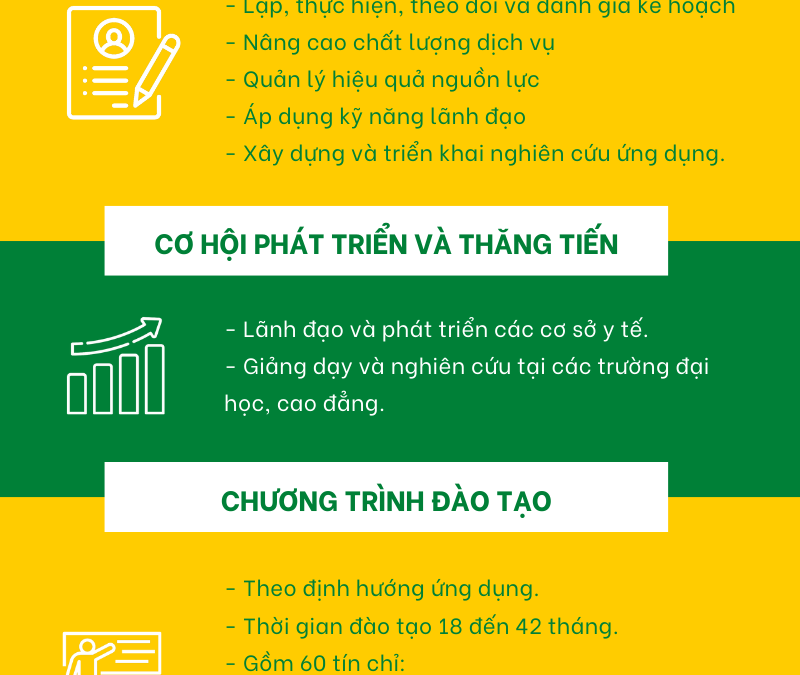 - Lập, thực hiện, theo dõi và đánh giá kế hoạch
- Nâng cao chất lượng dịch vụ
- Quản lý hiệu quả nguồn lực
- Áp dụng kỹ năng lãnh đạo
- Xây dựng và triển khai nghiên cứu ứng dụng.
CƠ HỘI PHÁT TRIỂN VÀ THĂNG TIẾN
- Lãnh đạo và phát triển các cơ sở y tế.
- Giảng dạy và nghiên cứu tại các trường đại
học, cao đẳng.
CHƯƠNG TRÌNH ĐÀO TẠO
- Theo định hướng ứng dụng.
- Thời gian đào tạo 18 đến 42 tháng.
- Gồm 60 tín chỉ: